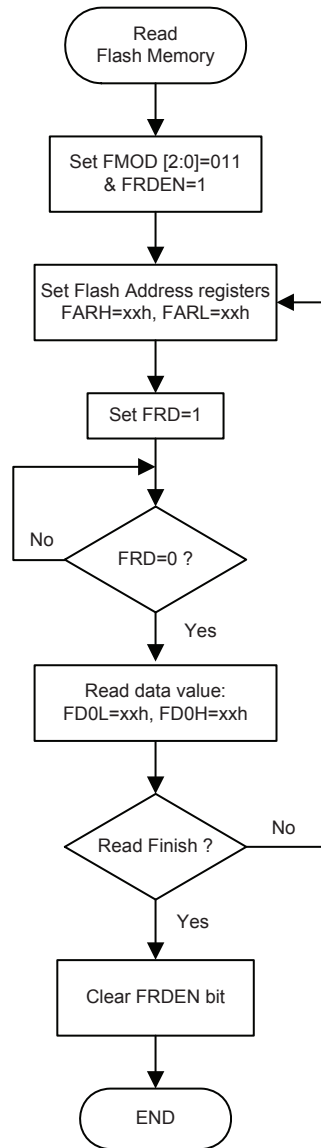 Read
Flash Memory
Set FMOD [2:0]=011
& FRDEN=1
Set Flash Address registers
FARH=xxh, FARL=xxh
Set FRD=1
No
FRD=0 ?
Yes
Read data value:
FD0L=xxh, FD0H=xxh
Read Finish ?
No
Yes
Clear FRDEN bit
END